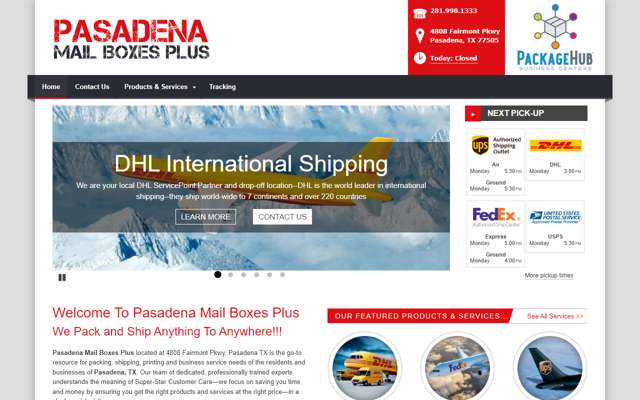 PASADENA
MAIL BOXES PLUS
281.998.1333
4808 Fairmont Pkwy
Pasadena, TX 77505
Today: Closed
PACKAGEHUB
BUSINESS CENTERS
Home
Contact Us
Products & Services
Tracking
DHL International Shipping
We are your local DHL ServicePoint Partner and drop-off location--DHL is the world leader in international
shipping--they ship world-wide to 7 continents and over 220 countries
LEARN MORE
CONTACT US
NEXT PICK-UP
ups Authorized
Shipping
Outlet
Air
Monday 5:30 PM
Ground
Monday 5:30 PM
DHL
DHL
Monday 3:00 PM
FedEx
Authorized ShipCenter
Express
Monday 5:00 PM
Ground
Monday 4:00 PM
UNITED STATES
POSTAL SERVICE
Approved Postal Provider
USPS
Monday 5:30 PM
More pickup times
Welcome To Pasadena Mail Boxes Plus
We Pack and Ship Anything To Anywhere!!!
Pasadena Mail Boxes Plus located at 4808 Fairmont Pkwy, Pasadena TX is the go-to
resource for packing, shipping, printing and business service needs of the residents and
businesses of Pasadena, TX. Our team of dedicated, professionally trained experts
understands the meaning of Super-Star Customer Care—we focus on saving you time
and money by ensuring you get the right products and services at the right price—in a
OUR FEATURED PRODUCTS & SERVICES...
See All Services >>
DHL
FedEx